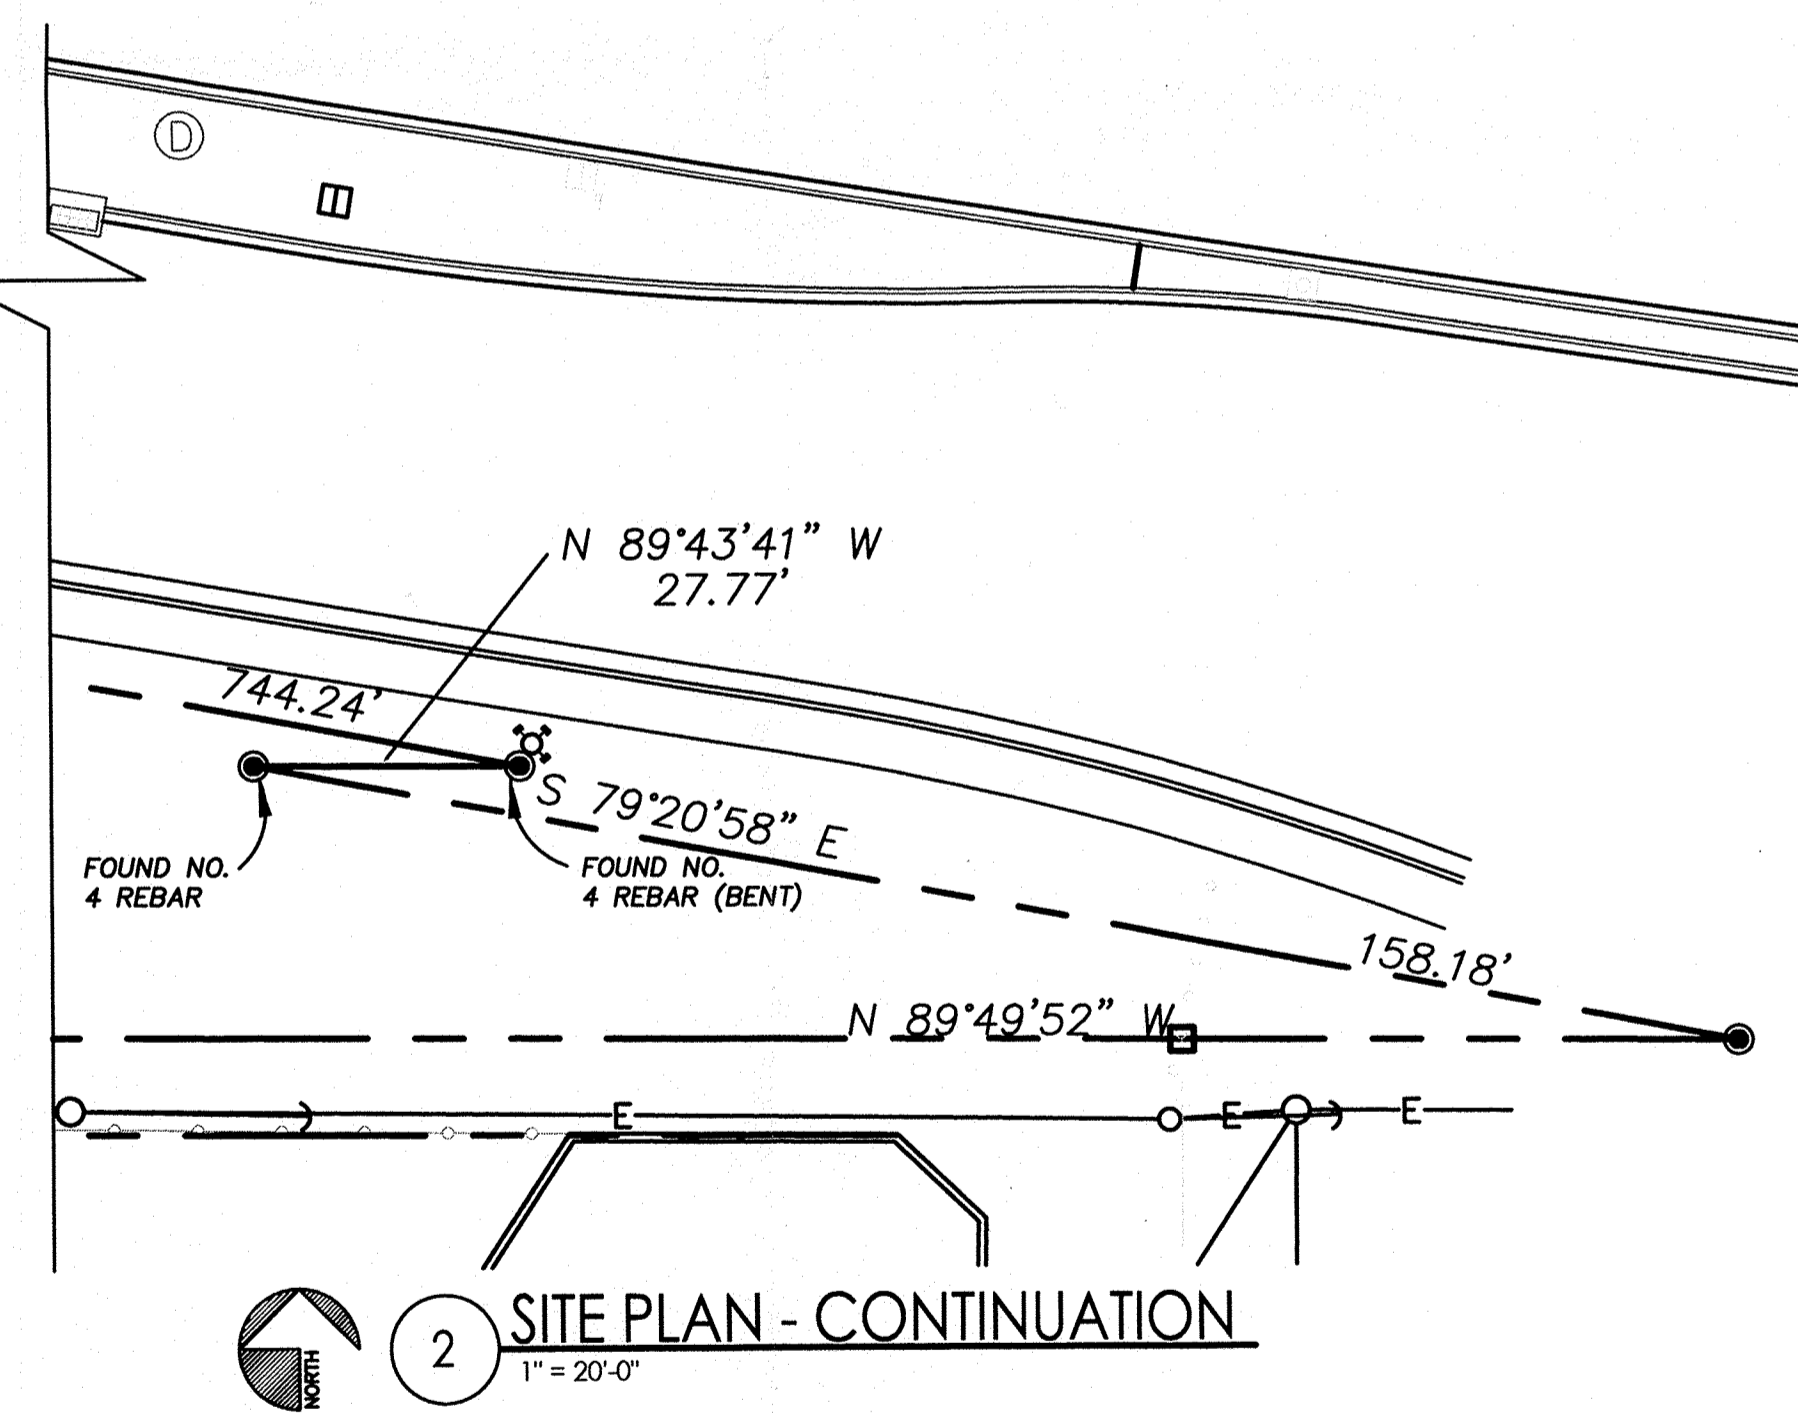 D
N 89°43'41" W
27.77'
744.24'
S 79°20'58" E
FOUND NO.
4 REBAR
FOUND NO.
4 REBAR (BENT)
158.18'
N 89°49'52" W
E
E
E
NORTH
2
SITE PLAN - CONTINUATION
1" = 20'-0"